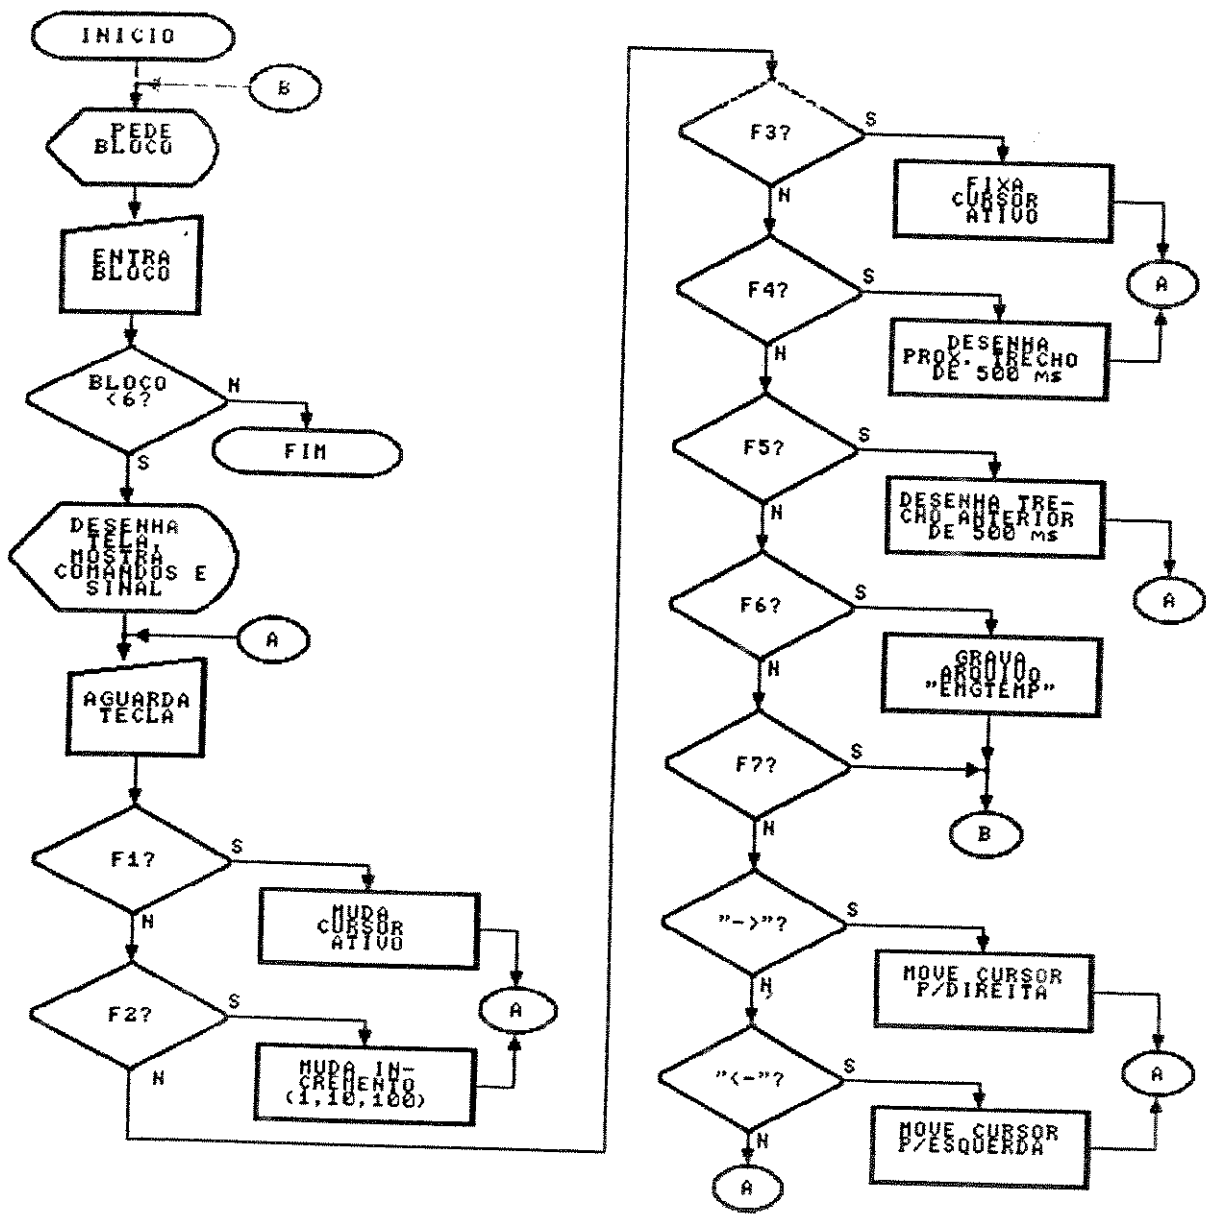 INICIO
B
PEDE
BLOCO
ENTRA
BLOCO
BLOCO
<6?
N
FIM
S
DESENHA
TELA,
MOSTRA
COMANDOS E
SINAL
A
AGUARDA
TECLA
F1?
S
MUDA
CURSOR
ATIVO
N
A
F2?
S
MUDA IN-
CREMENTO
(1,10,100)
N
F3?
S
FIXA
CURSOR
ATIVO
N
A
F4?
S
DESENHA
PROX. TRECHO
DE 500 ms
N
F5?
S
DESENHA TRE-
CHO ANTERIOR
DE 500 ms
N
A
F6?
S
GRAVA
ARQUIVO
"EMGTEMP"
N
F7?
S
N
B
"->"?
S
MOVE CURSOR
P/DIREITA
N
A
"<-"?
S
MOVE CURSOR
P/ESQUERDA
N
A